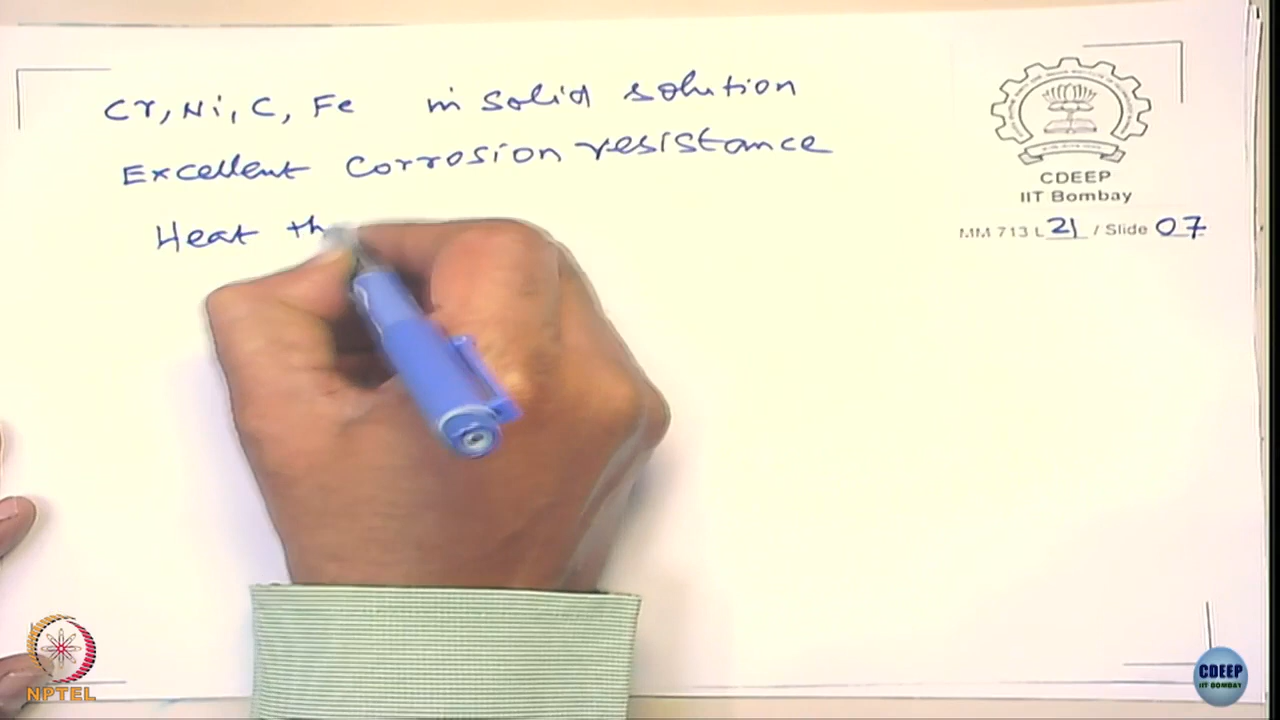 Cr, Ni, C, Fe in solid solution
Excellent Corrosion resistance
Heat th
CDEEP
IIT Bombay
MM 713 L 21 / Slide 07
NPTEL
CDEEP
IIT BOMBAY